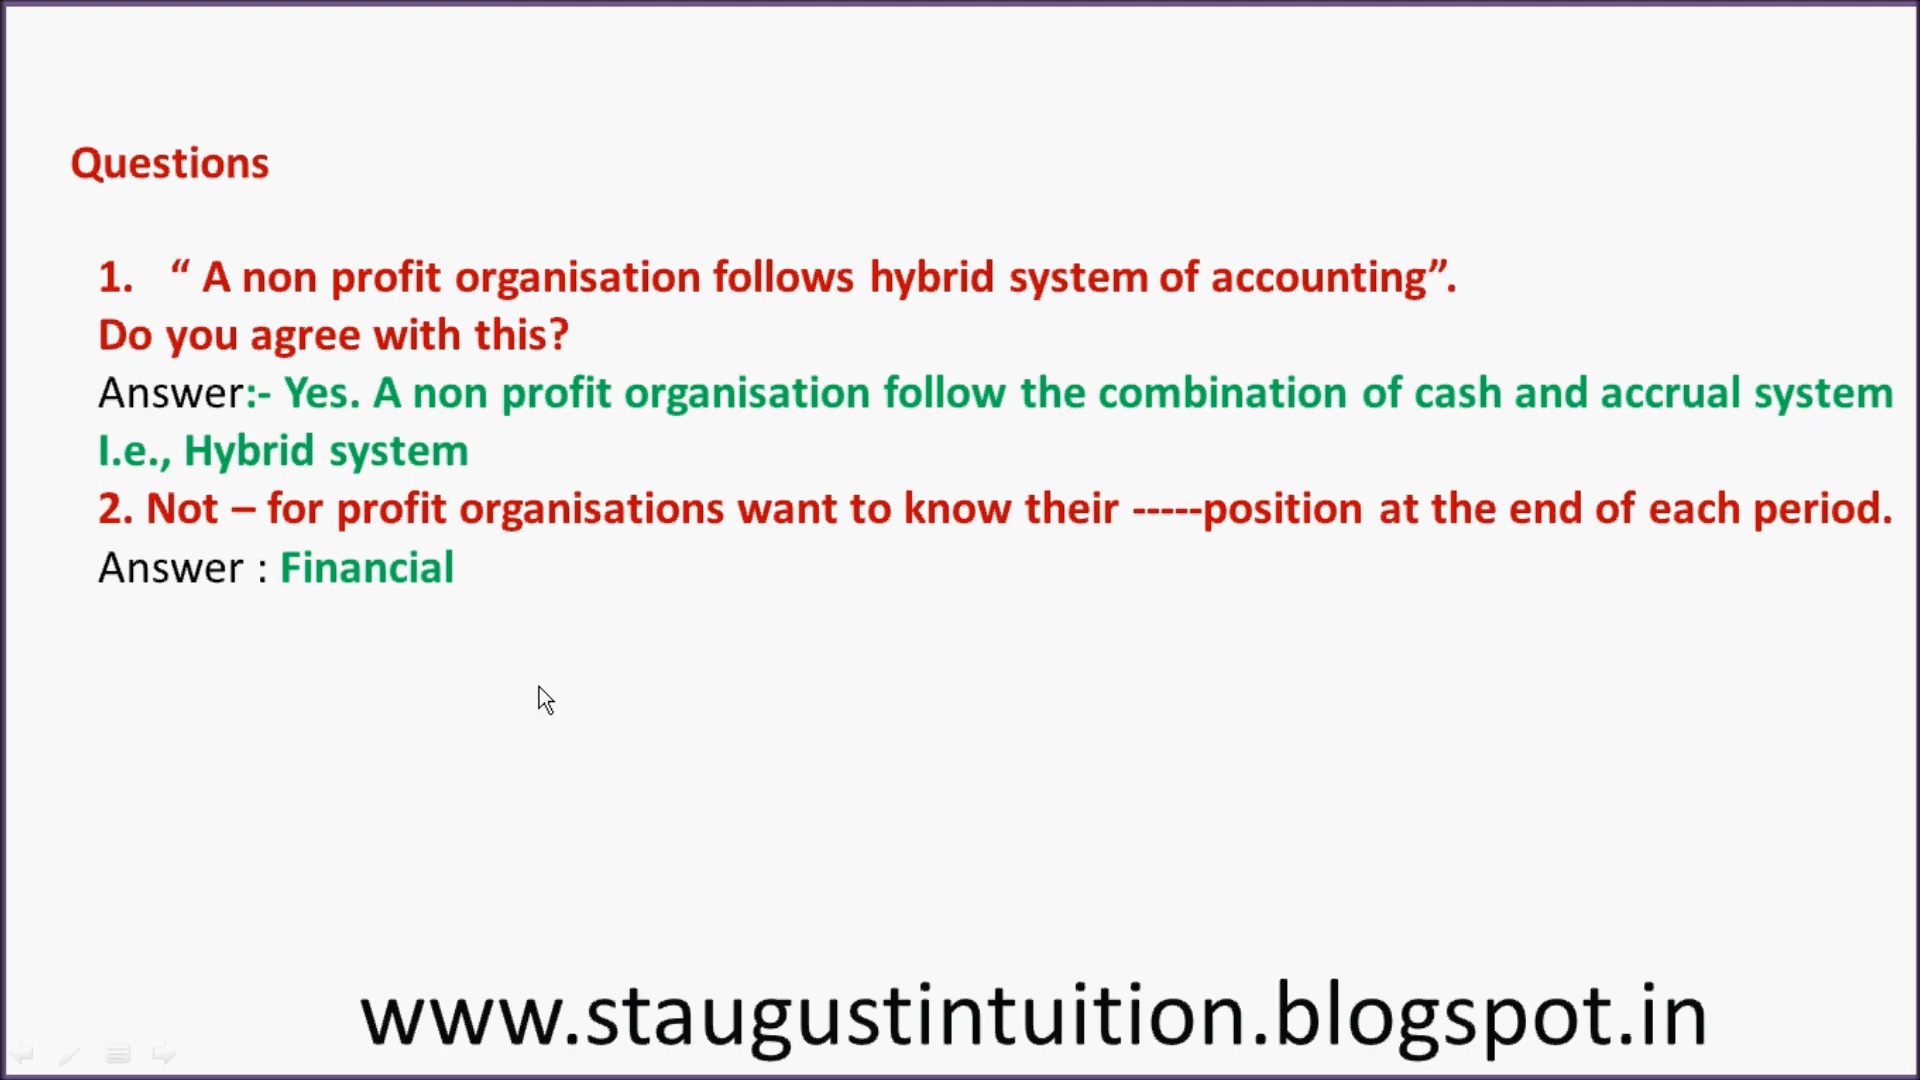 Questions
1. “ A non profit organisation follows hybrid system of accounting”.
Do you agree with this?
Answer:- Yes. A non profit organisation follow the combination of cash and accrual system
I.e., Hybrid system
2. Not – for profit organisations want to know their -----position at the end of each period.
Answer : Financial
www.staugustintuition.blogspot.in